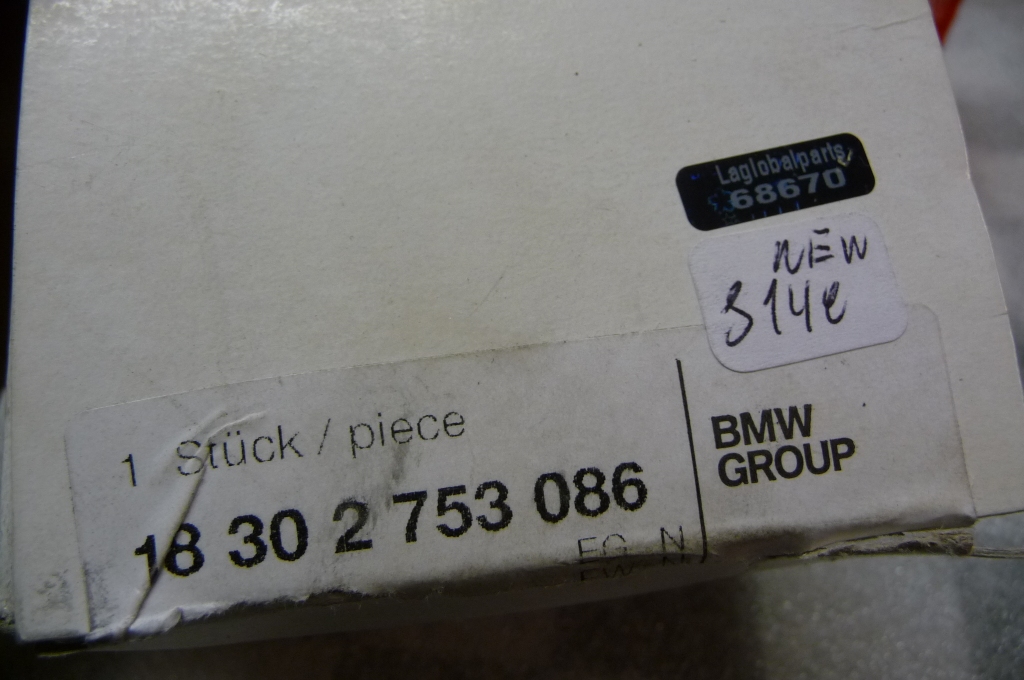 Laglobalparts
68670
NEW
314e
1 Stück / piece
18 30 2 753 086
BMW
GROUP